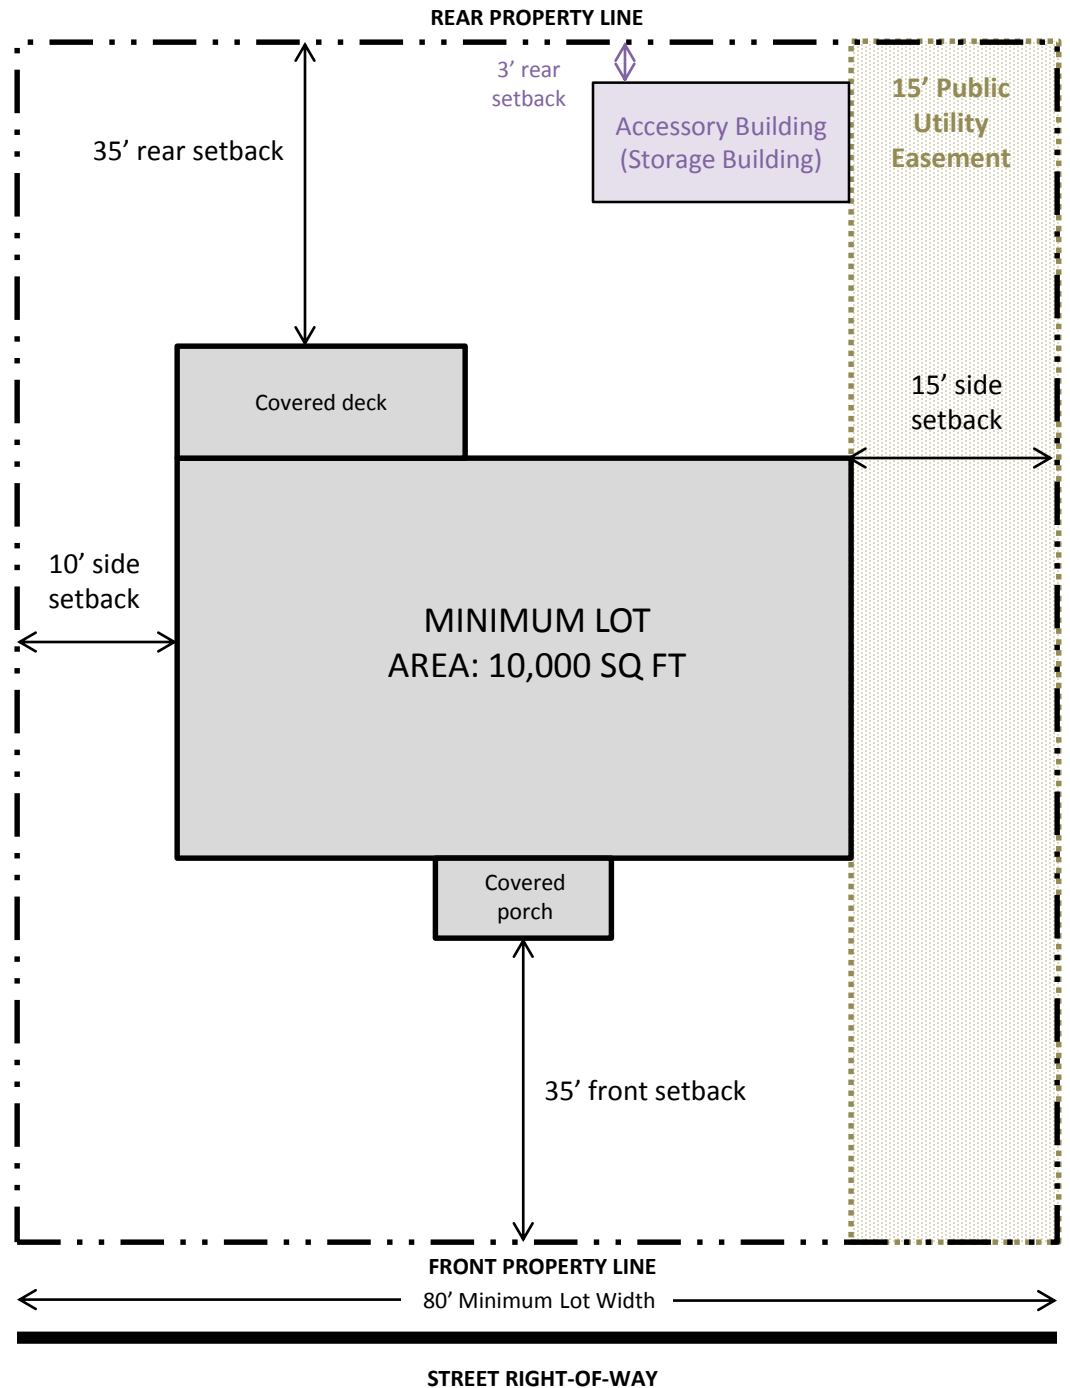 REAR PROPERTY LINE
3’ rear
setback
15’ Public
Utility
Easement
Accessory Building
(Storage Building)
35’ rear setback
Covered deck
15’ side
setback
10’ side
setback
MINIMUM LOT
AREA: 10,000 SQ FT
Covered
porch
35’ front setback
FRONT PROPERTY LINE
80’ Minimum Lot Width
STREET RIGHT-OF-WAY